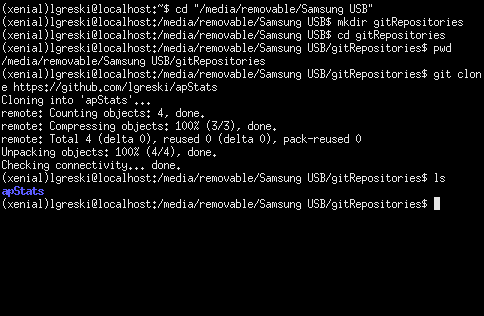 (xenial)lgreski@localhost:~$ cd "/media/removable/Samsung USB"
(xenial)lgreski@localhost:/media/removable/Samsung USB$ mkdir gitRepositories
(xenial)lgreski@localhost:/media/removable/Samsung USB$ cd gitRepositories
(xenial)lgreski@localhost:/media/removable/Samsung USB/gitRepositories$ pwd
/media/removable/Samsung USB/gitRepositories
(xenial)lgreski@localhost:/media/removable/Samsung USB/gitRepositories$ git clon
e https://github.com/lgreski/apStats
Cloning into 'apStats'...
remote: Counting objects: 4, done.
remote: Compressing objects: 100% (3/3), done.
remote: Total 4 (delta 0), reused 0 (delta 0), pack-reused 0
Unpacking objects: 100% (4/4), done.
Checking connectivity... done.
(xenial)lgreski@localhost:/media/removable/Samsung USB/gitRepositories$ ls
apStats
(xenial)lgreski@localhost:/media/removable/Samsung USB/gitRepositories$